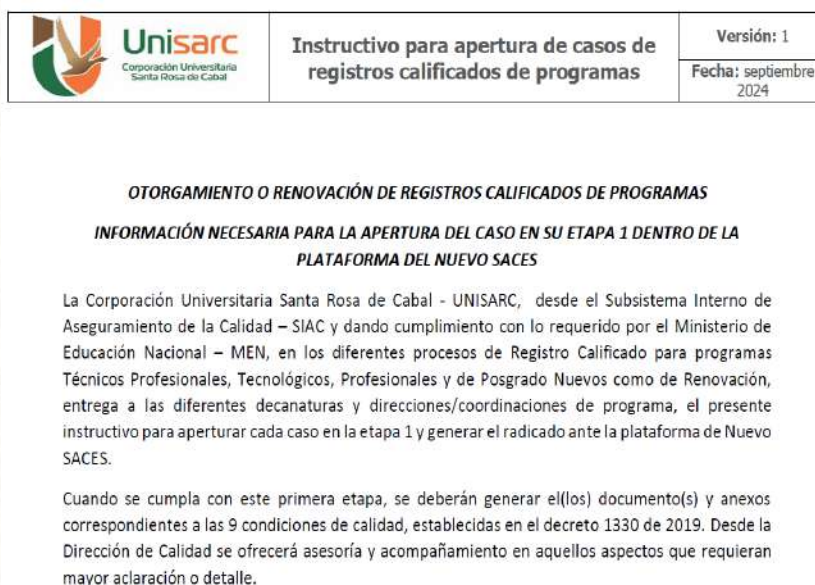 Unisarc
Corporación Universitaria
Santa Rosa de Cabal
Instructivo para apertura de casos de
registros calificados de programas
Versión: 1
Fecha: septiembre
2024
OTORGAMIENTO O RENOVACIÓN DE REGISTROS CALIFICADOS DE PROGRAMAS
INFORMACIÓN NECESARIA PARA LA APERTURA DEL CASO EN SU ETAPA 1 DENTRO DE LA
PLATAFORMA DEL NUEVO SACES
La Corporación Universitaria Santa Rosa de Cabal - UNISARC, desde el Subsistema Interno de
Aseguramiento de la Calidad – SIAC y dando cumplimiento con lo requerido por el Ministerio de
Educación Nacional – MEN, en los diferentes procesos de Registro Calificado para programas
Técnicos Profesionales, Tecnológicos, Profesionales y de Posgrado Nuevos como de Renovación,
entrega a las diferentes decanaturas y direcciones/coordinaciones de programa, el presente
instructivo para aperturar cada caso en la etapa 1 y generar el radicado ante la plataforma de Nuevo
SACES.
Cuando se cumpla con este primera etapa, se deberán generar el(los) documento(s) y anexos
correspondientes a las 9 condiciones de calidad, establecidas en el decreto 1330 de 2019. Desde la
Dirección de Calidad se ofrecerá asesoría y acompañamiento en aquellos aspectos que requieran
mayor aclaración o detalle.